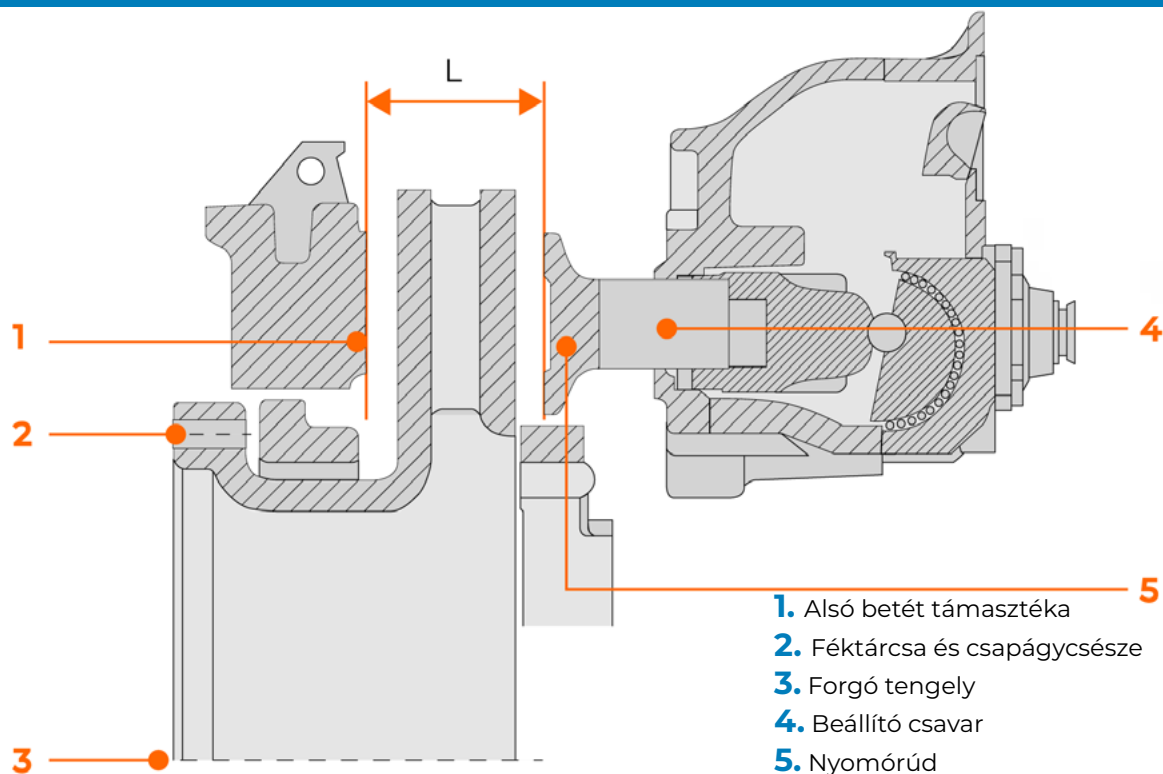 L
1
2
3
4
5
1. Alsó betét támasztéka
2. Féktárcsa és csapágycsésze
3. Forgó tengely
4. Beállító csavar
5. Nyomórúd